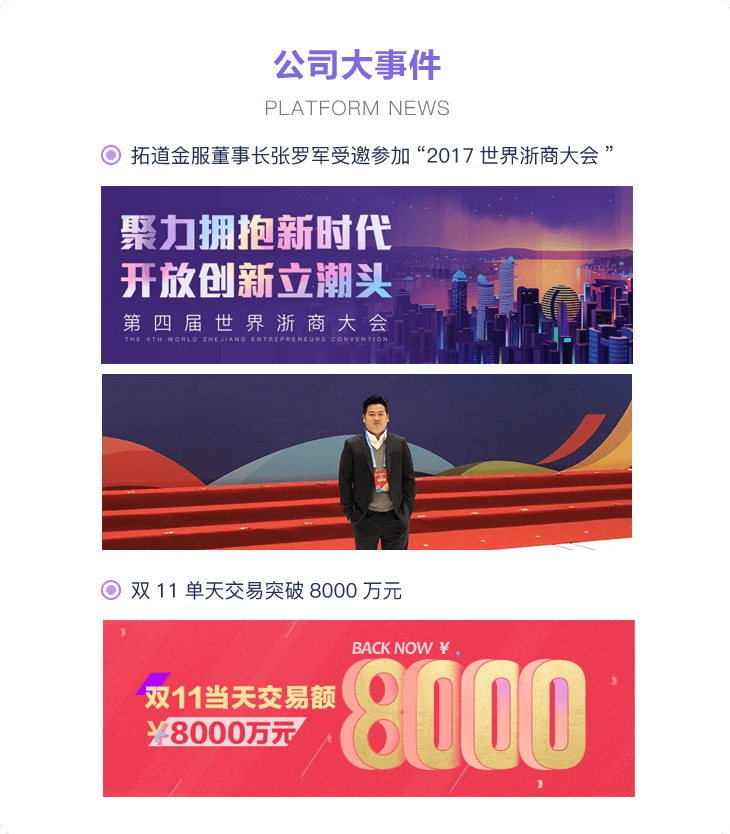 公司大事件
PLATFORM NEWS
拓道金服董事长张罗军受邀参加 “2017 世界浙商大会 ”
聚力拥抱新时代
开放创新立潮头
第四届世界浙商大会
THE 4TH WORLD ZHEJIANG ENTREPRENEURS CONVENTION
双 11 单天交易突破 8000 万元
BACK NOW ¥
双11当天交易额
¥8000万元
8000